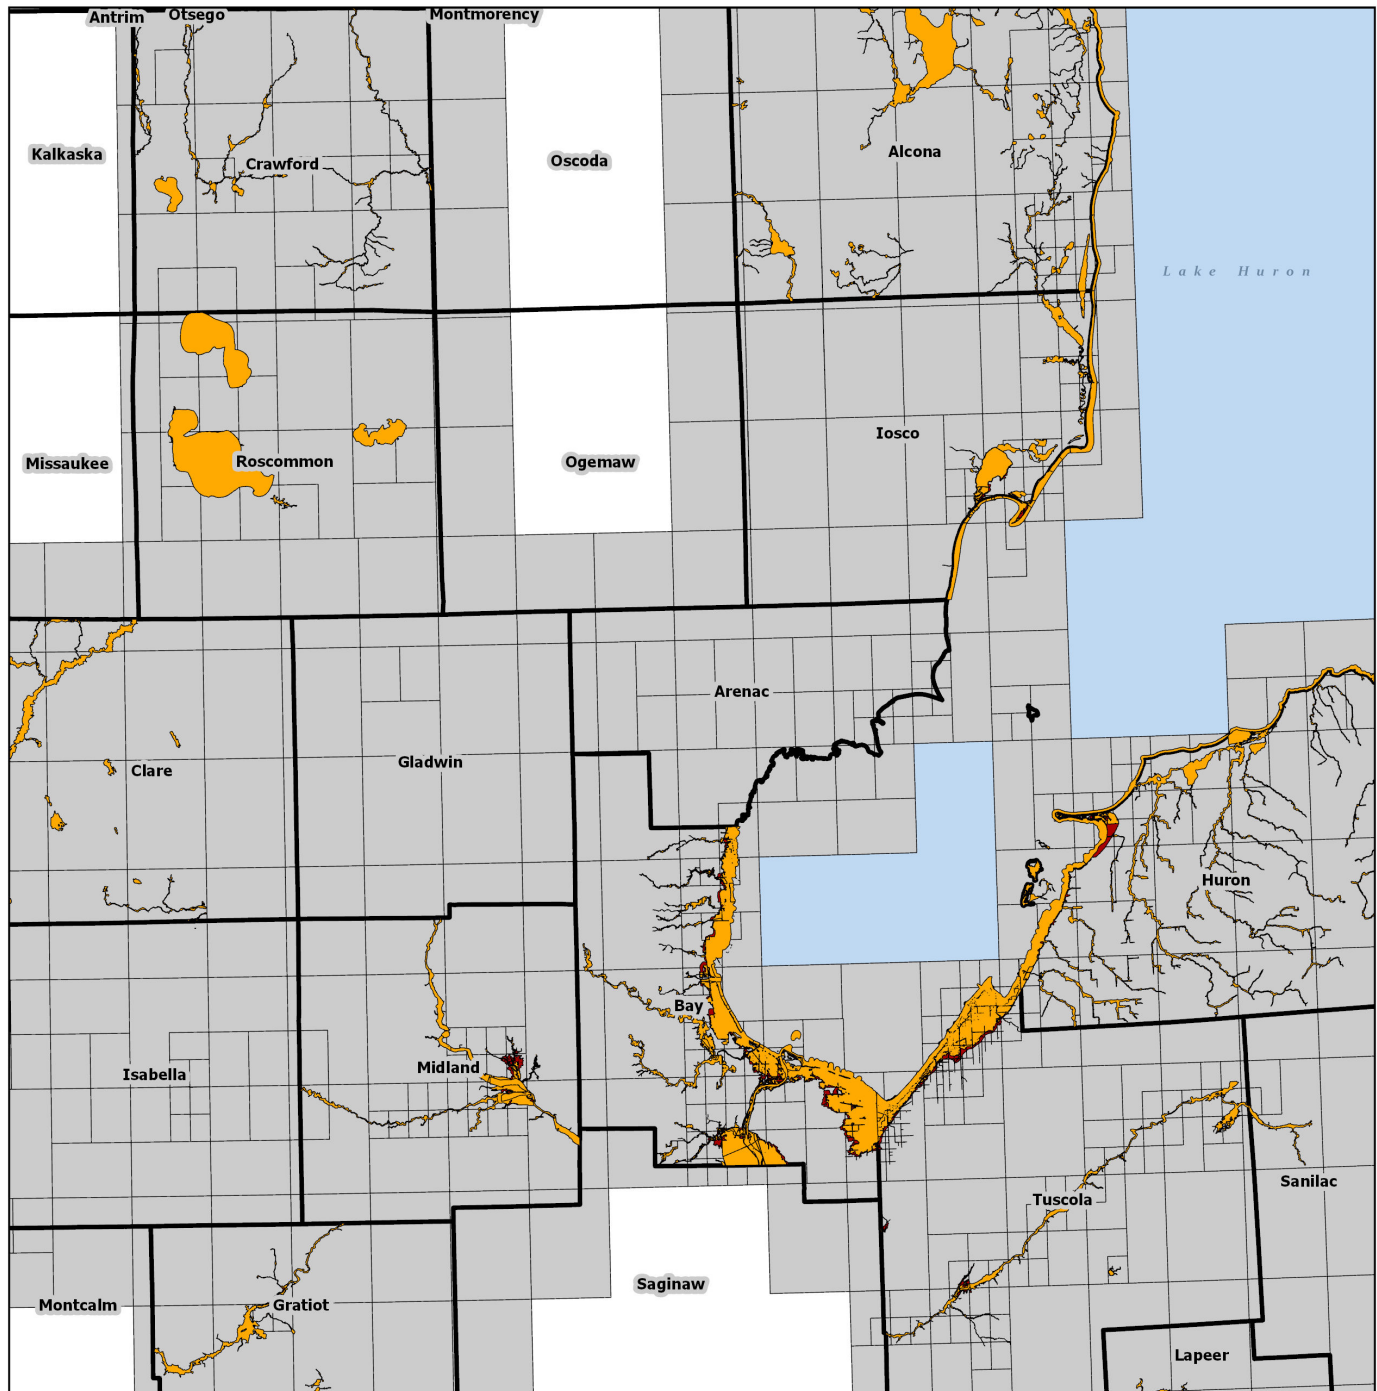 Antrim
Otsego
Montmorency
Kalkaska
Crawford
Oscoda
Alcona
Lake Huron
Missaukee
Roscommon
Ogemaw
Iosco
Arenac
Clare
Gladwin
Huron
Bay
Isabella
Midland
Sanilac
Tuscola
Saginaw
Montcalm
Gratiot
Lapeer